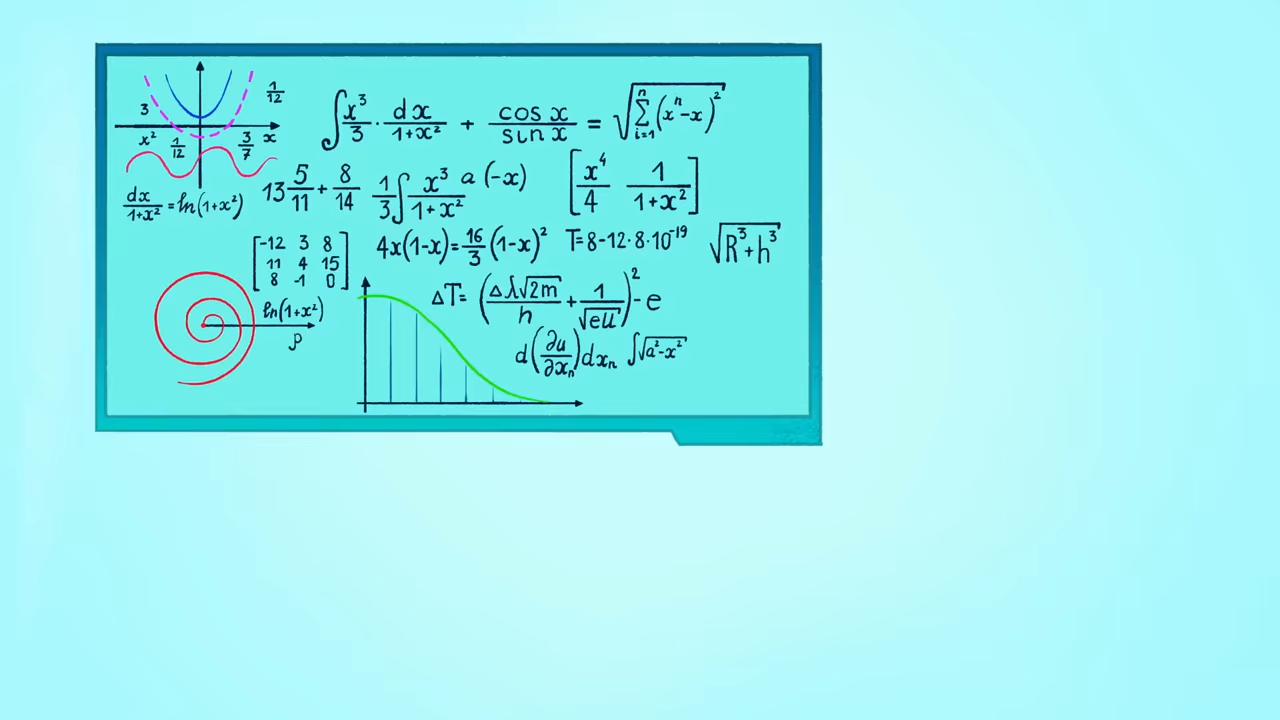 3
1/12
x²
1/12
3/7
x
∫ x³/3 · dx/1+x² + cos x/sin x = √∑ⁿᵢ₌₁ (xⁿ-x)²
dx/1+x² = ln(1+x²)
13 5/11 + 8/14
1/3 ∫ x³/1+x² a (-x)
[x⁴/4 1/1+x²]
[-12 3 8
11 4 15
8 -1 0]
4x(1-x)=16/3(1-x)²
T=8-12·8·10⁻¹⁹
√R³+h³
ln(1+x²)
ρ
ΔT= (Δλ√2m/h + 1/√eU)² - e
d(∂u/∂xₙ)dxₙ ∫√a²-x²